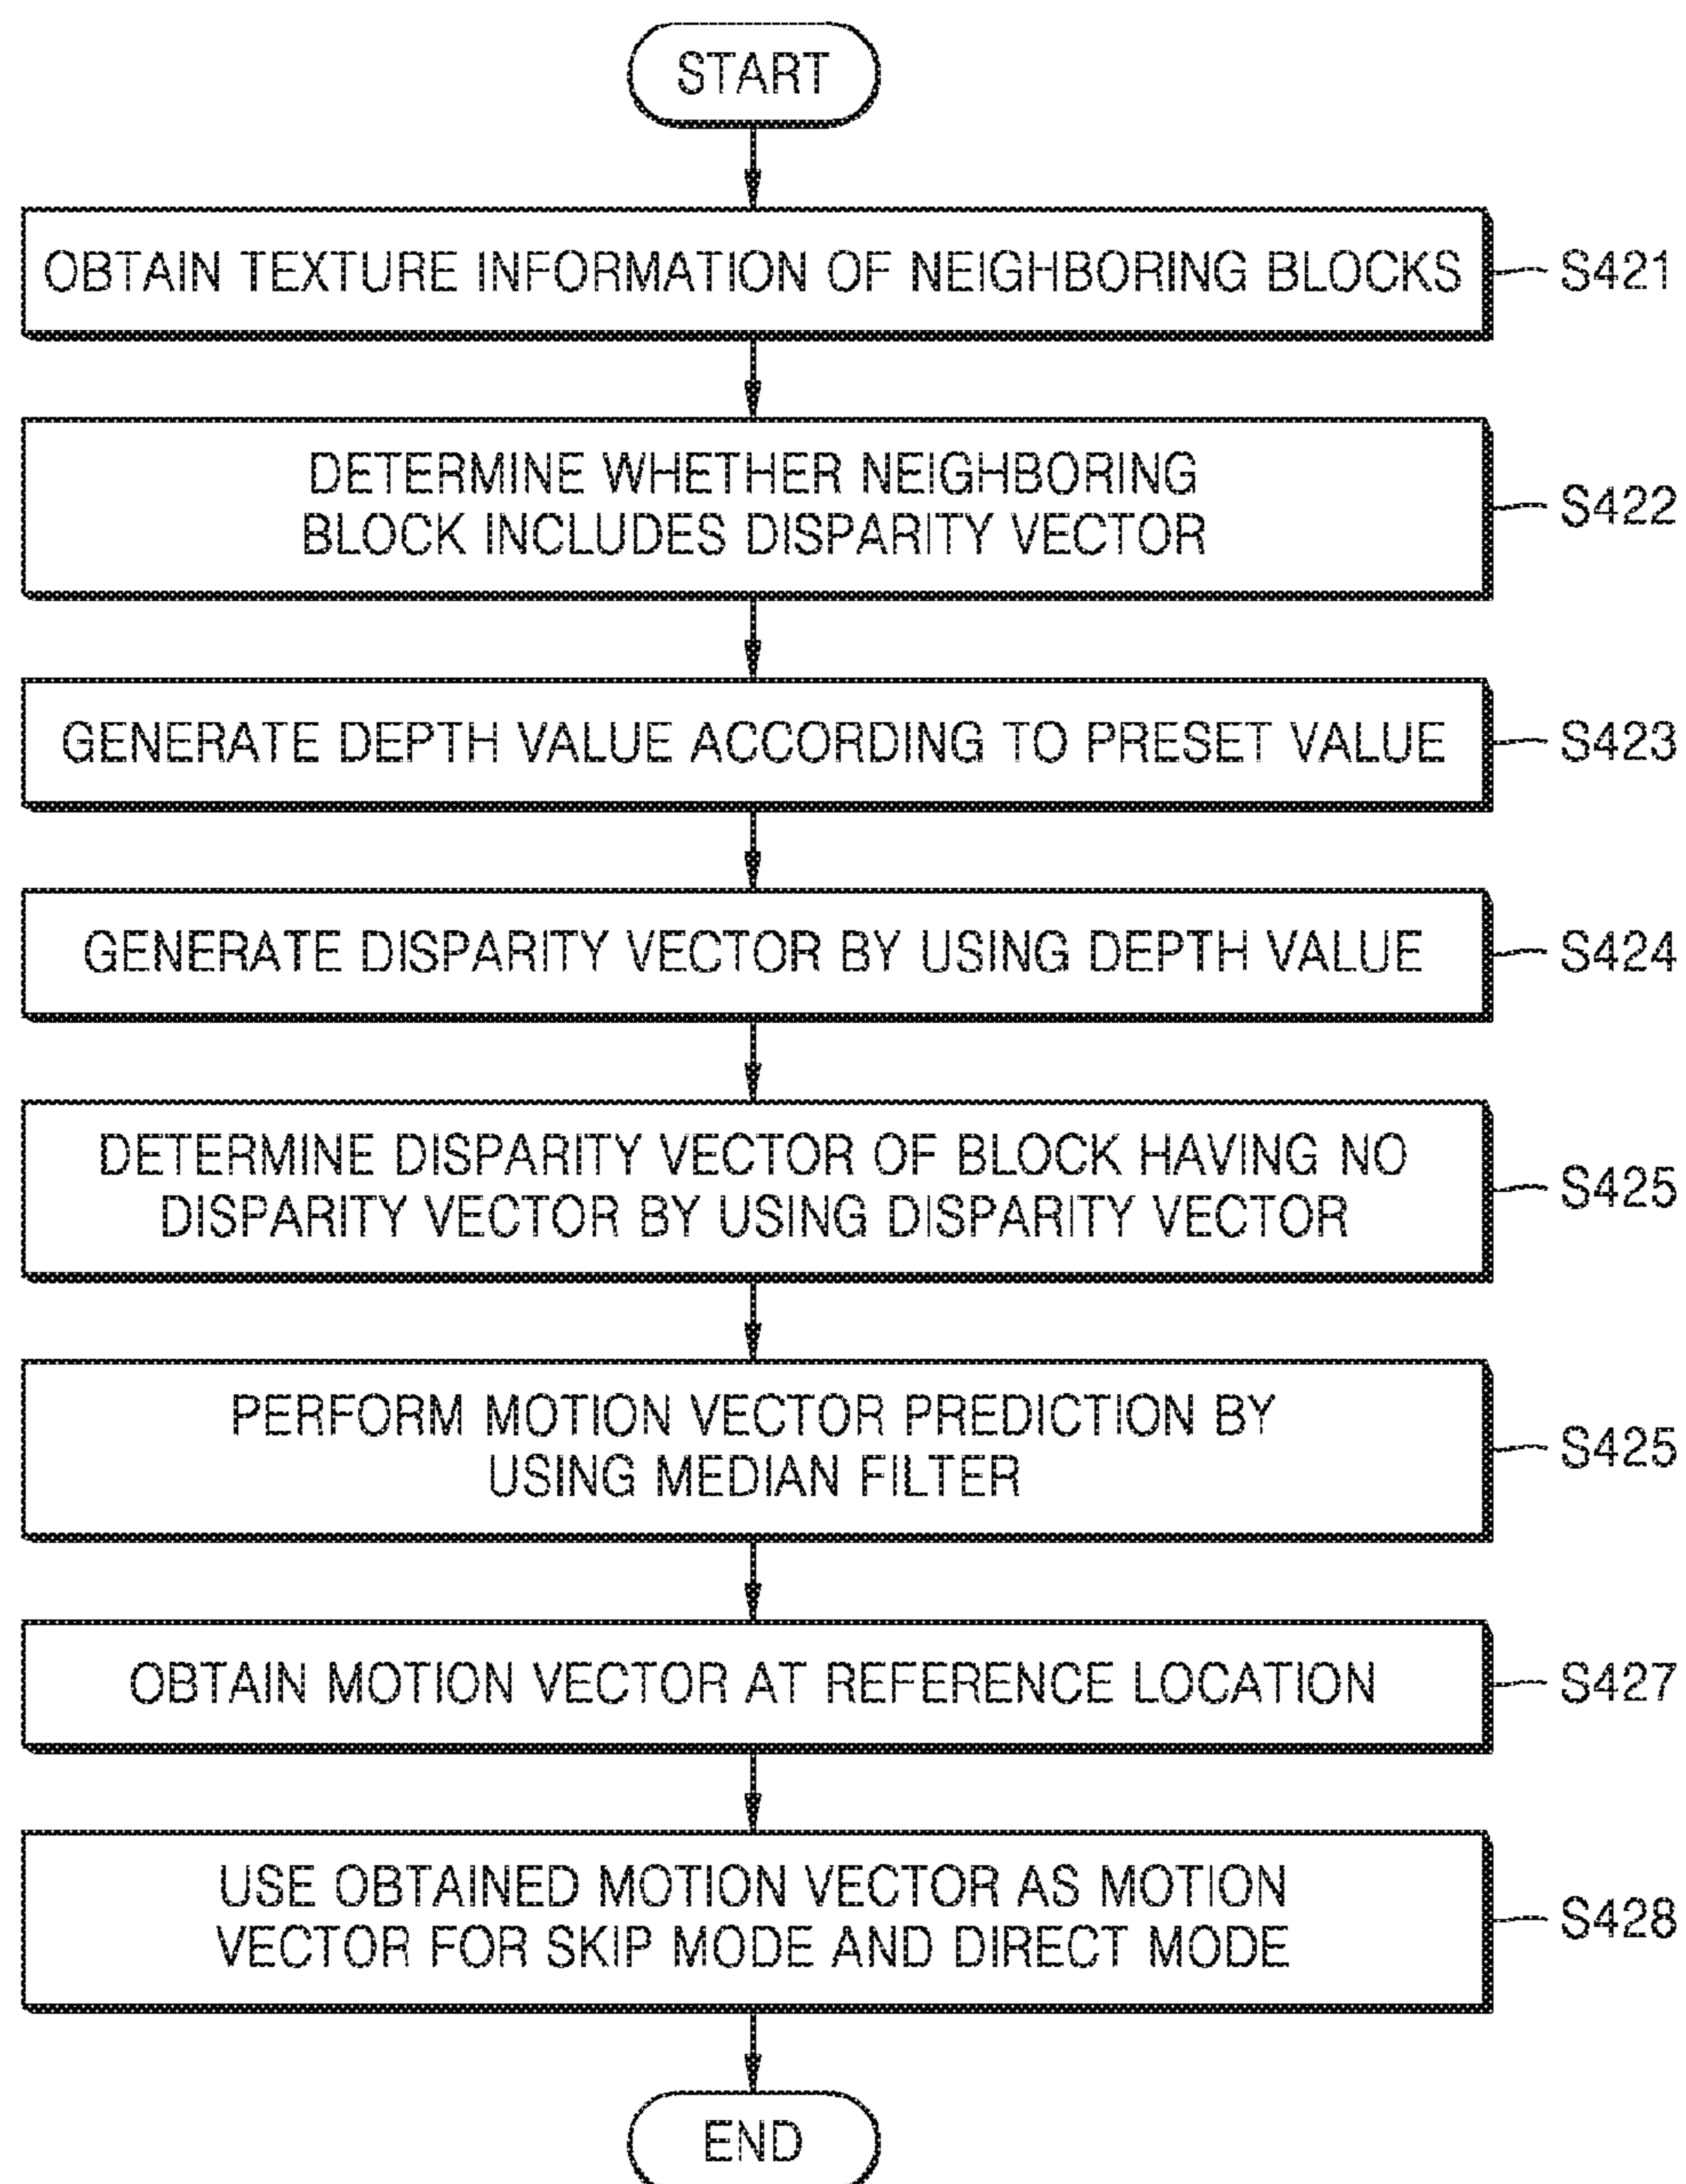 START
OBTAIN TEXTURE INFORMATION OF NEIGHBORING BLOCKS
S421
DETERMINE WHETHER NEIGHBORING
BLOCK INCLUDES DISPARITY VECTOR
S422
GENERATE DEPTH VALUE ACCORDING TO PRESET VALUE
S423
GENERATE DISPARITY VECTOR BY USING DEPTH VALUE
S424
DETERMINE DISPARITY VECTOR OF BLOCK HAVING NO
DISPARITY VECTOR BY USING DISPARITY VECTOR
S425
PERFORM MOTION VECTOR PREDICTION BY
USING MEDIAN FILTER
S425
OBTAIN MOTION VECTOR AT REFERENCE LOCATION
S427
USE OBTAINED MOTION VECTOR AS MOTION
VECTOR FOR SKIP MODE AND DIRECT MODE
S428
END